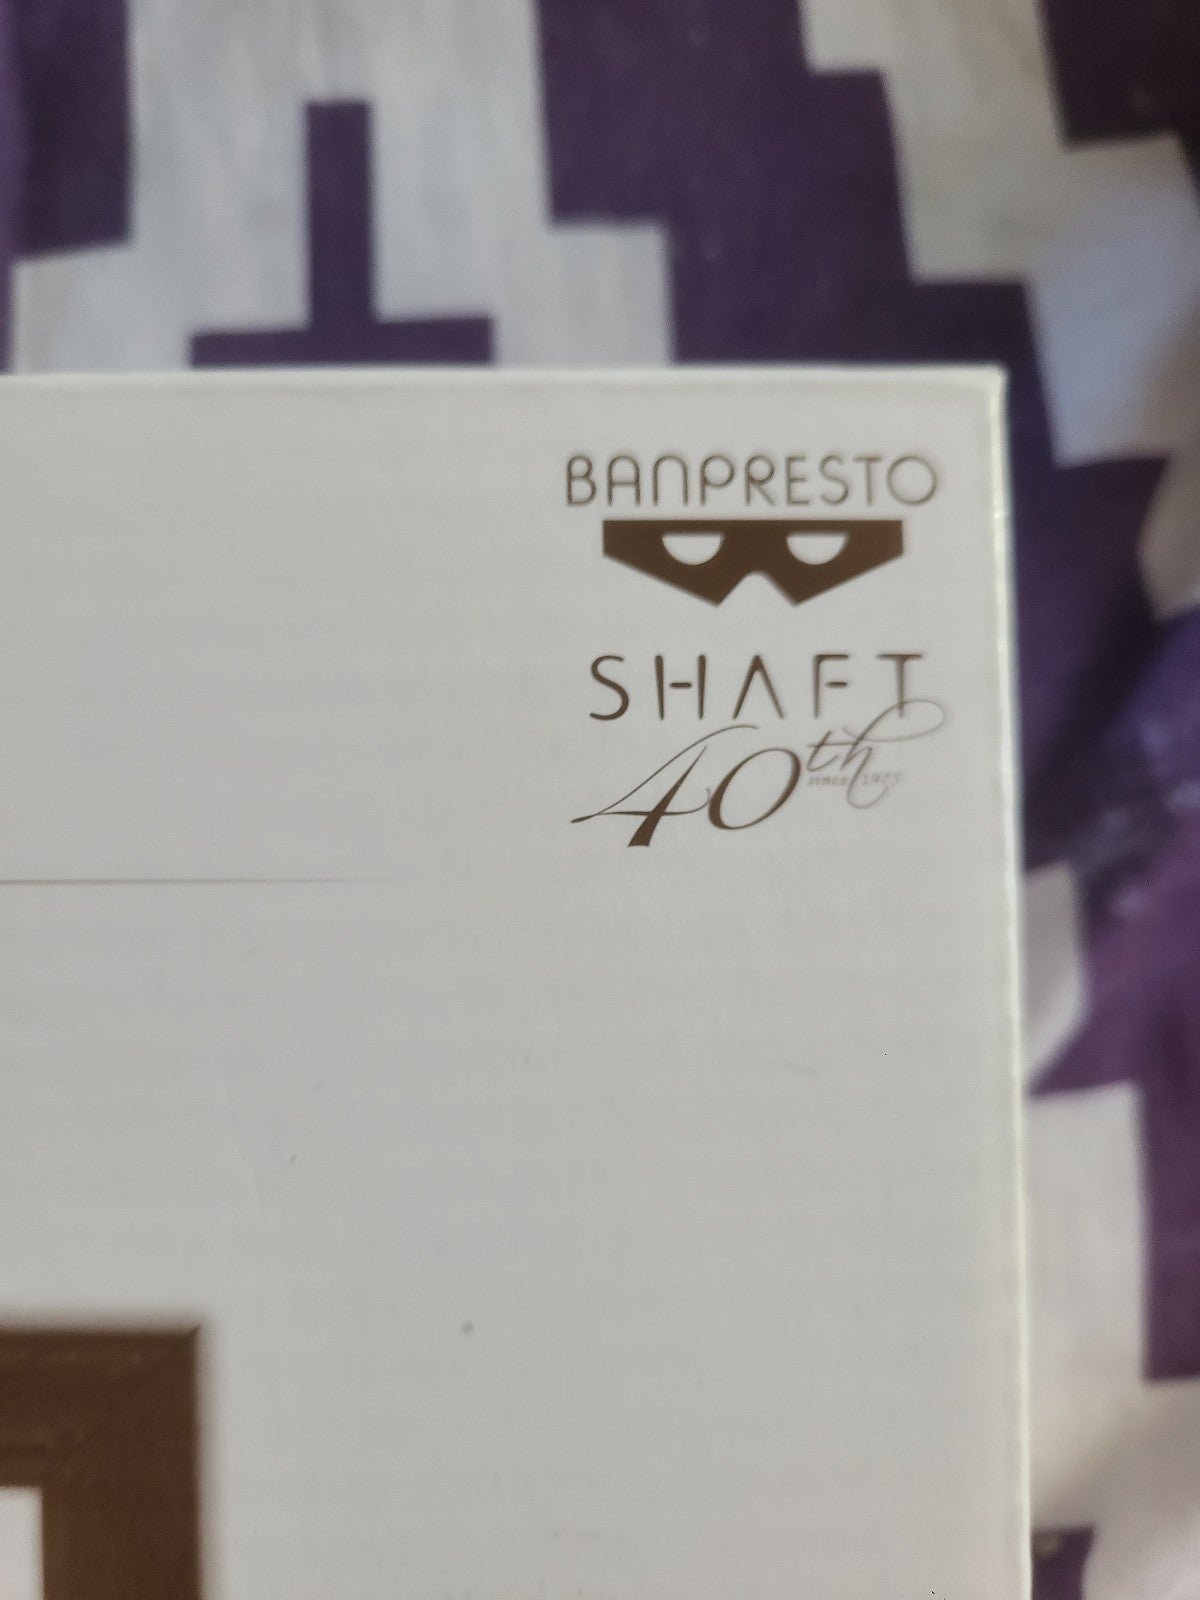 BANPRESTO
SHAFT
40th
since 1975